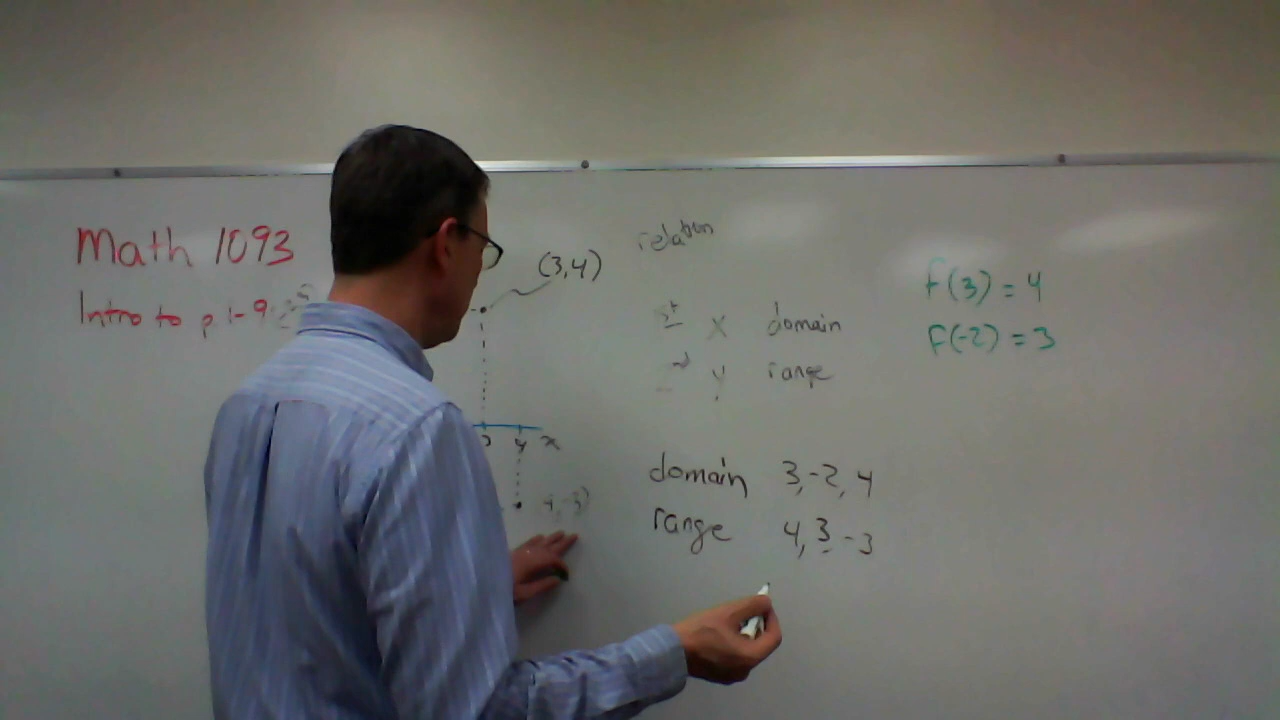 Math 1093
Intro to p 1-9
(3,4)
relation
x domain
y range
4 x
4,-3)
domain 3,-2,4
range 4,3,-3
f(3)=4
f(-2)=3